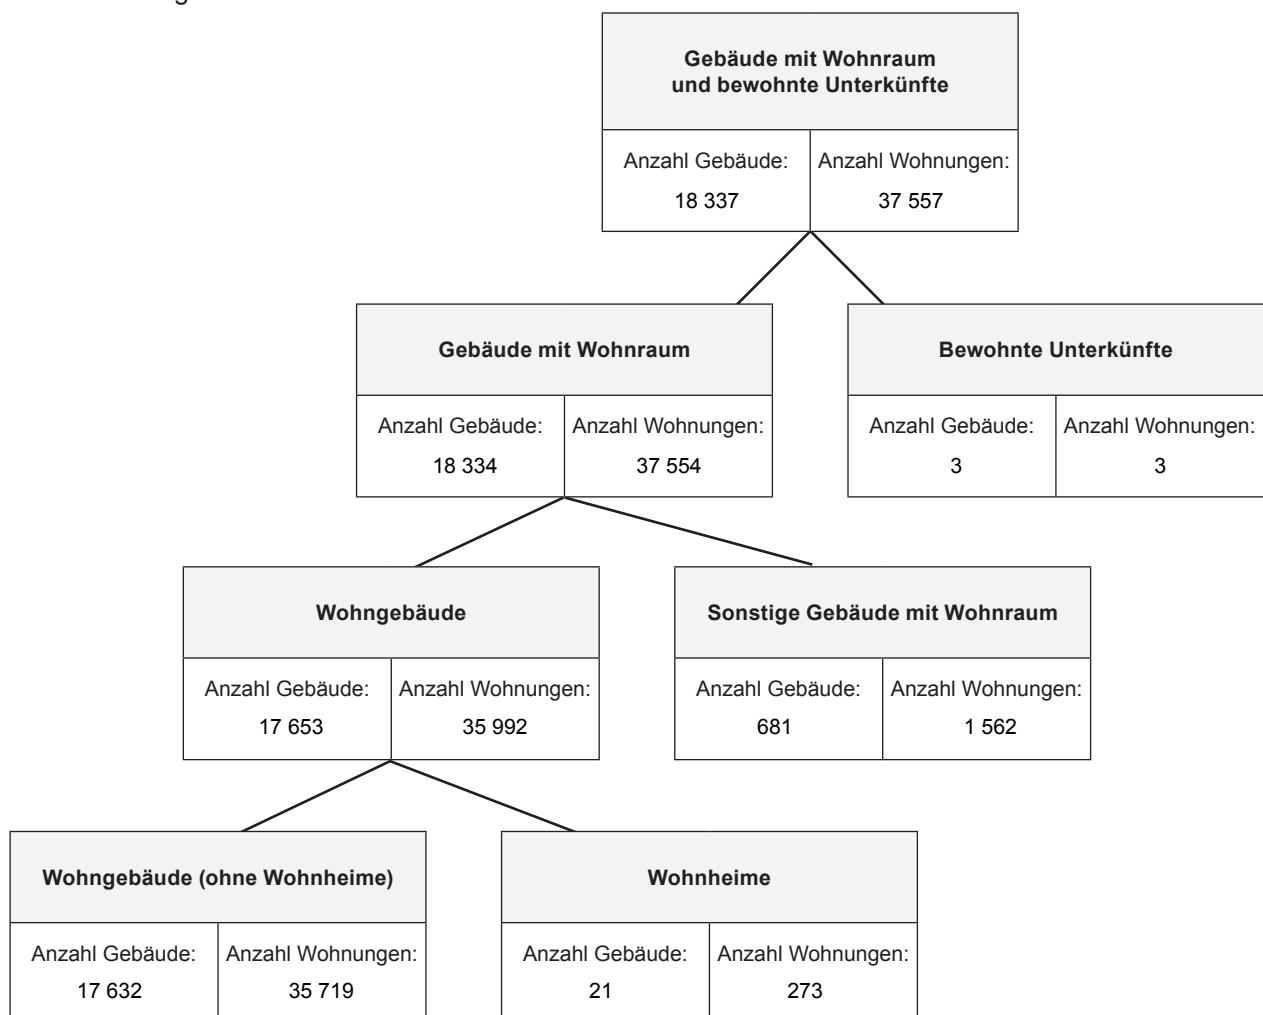 Gebäude mit Wohnraum
und bewohnte Unterkünfte
Anzahl Gebäude:
18 337
Anzahl Wohnungen:
37 557
Gebäude mit Wohnraum
Anzahl Gebäude:
18 334
Anzahl Wohnungen:
37 554
Bewohnte Unterkünfte
Anzahl Gebäude:
3
Anzahl Wohnungen:
3
Wohngebäude
Anzahl Gebäude:
17 653
Anzahl Wohnungen:
35 992
Sonstige Gebäude mit Wohnraum
Anzahl Gebäude:
681
Anzahl Wohnungen:
1 562
Wohngebäude (ohne Wohnheime)
Anzahl Gebäude:
17 632
Anzahl Wohnungen:
35 719
Wohnheime
Anzahl Gebäude:
21
Anzahl Wohnungen:
273